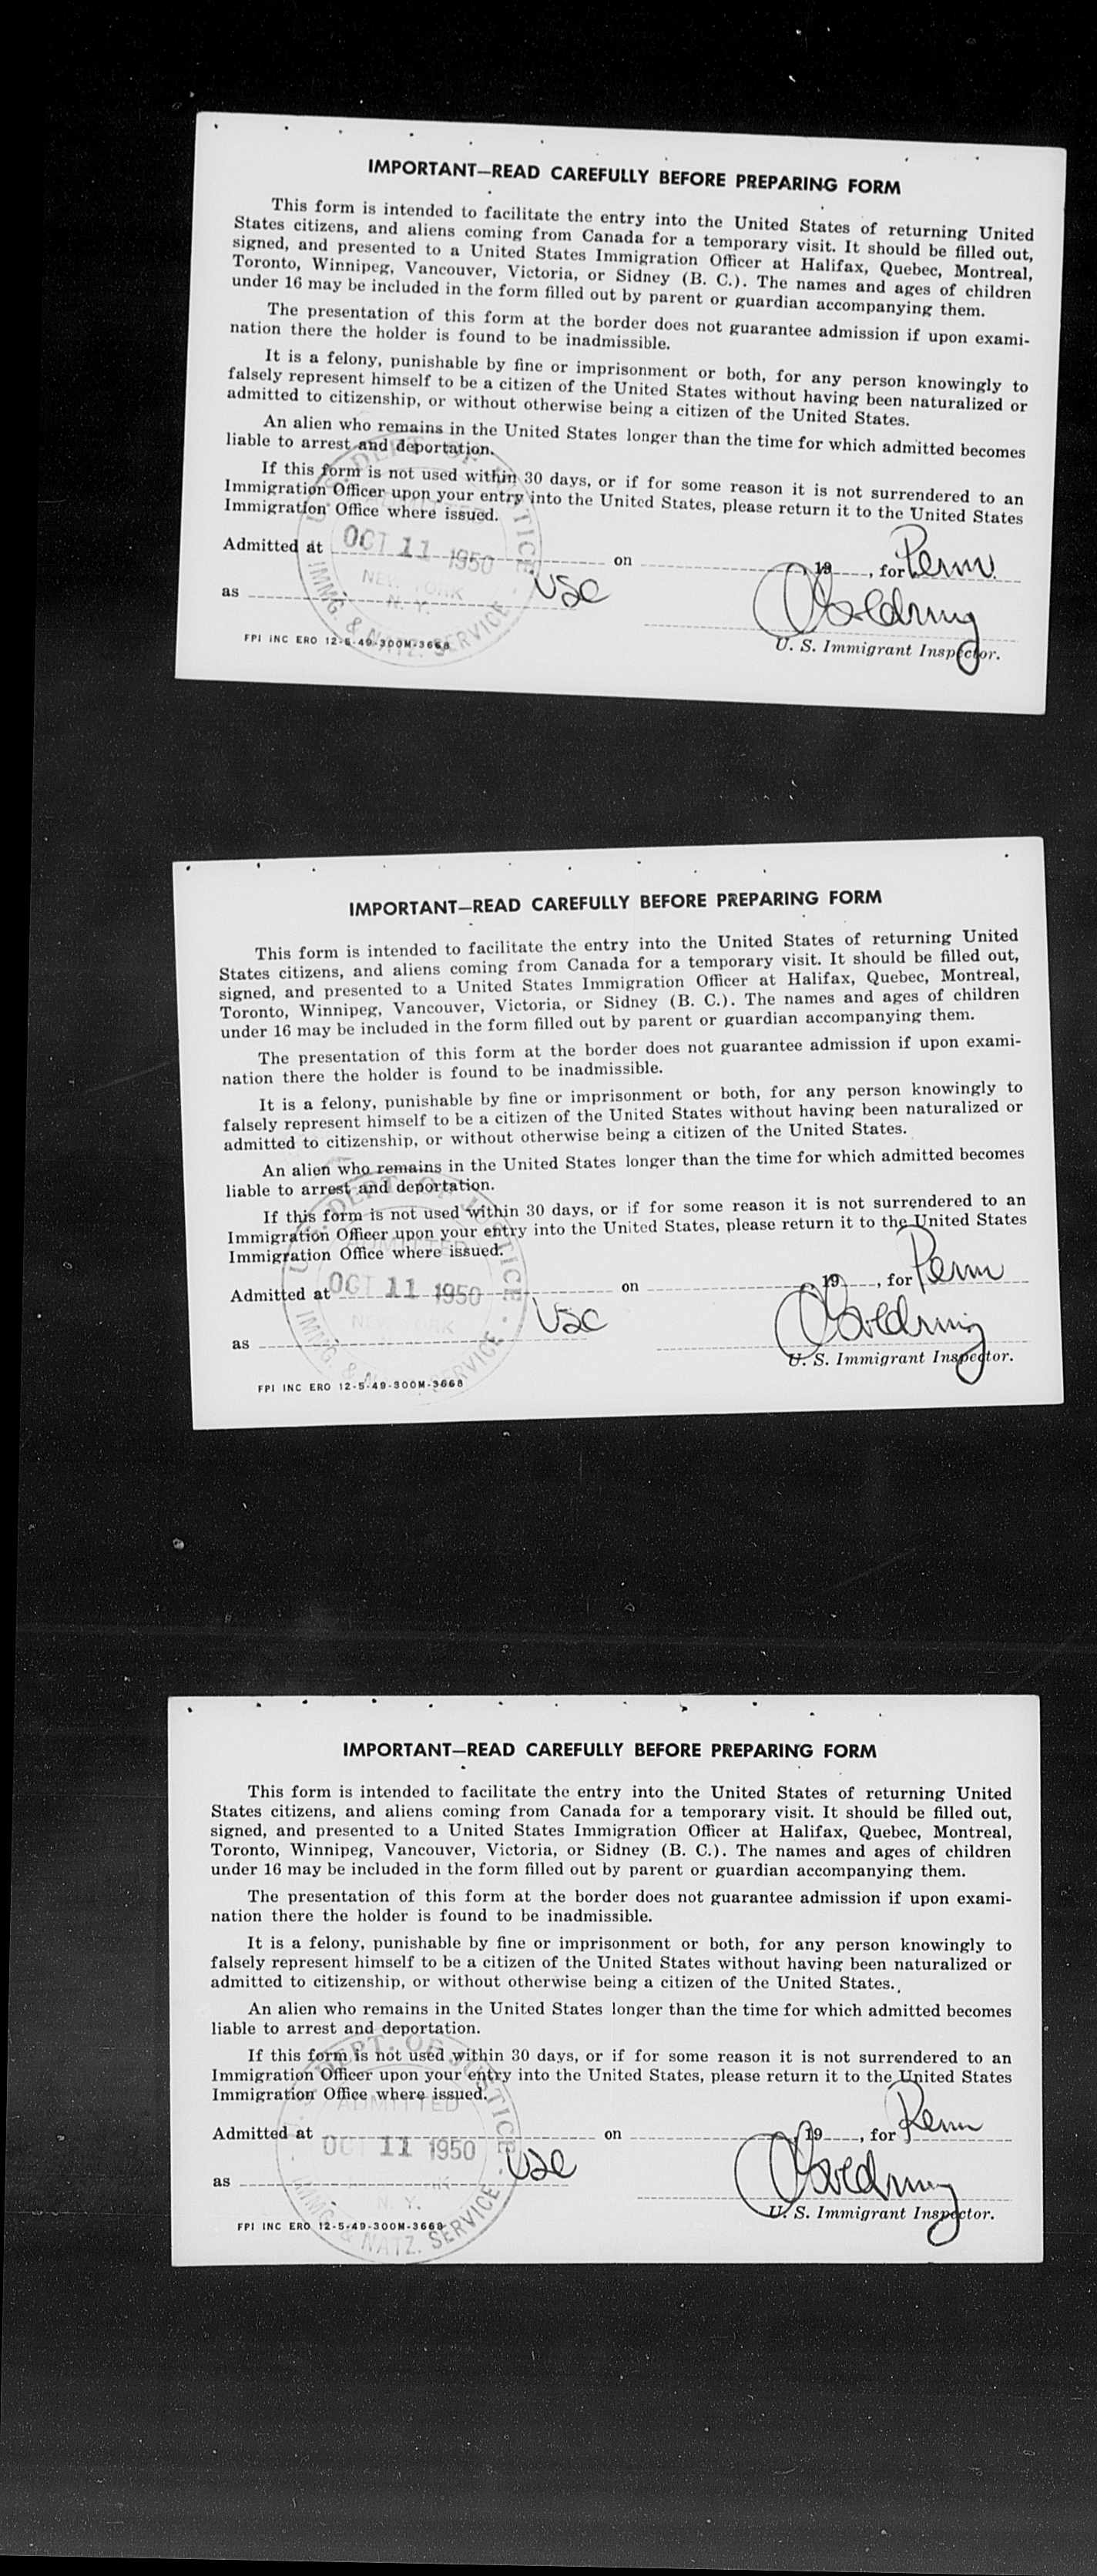 IMPORTANT—READ CAREFULLY BEFORE PREPARING FORM
This form is intended to facilitate the entry into the United States of returning United
States citizens, and aliens coming from Canada for a temporary visit. It should be filled out,
signed, and presented to a United States Immigration Officer at Halifax, Quebec, Montreal,
Toronto, Winnipeg, Vancouver, Victoria, or Sidney (B. C.). The names and ages of children
under 16 may be included in the form filled out by parent or guardian accompanying them.
The presentation of this form at the border does not guarantee admission if upon exami-
nation there the holder is found to be inadmissible.
It is a felony, punishable by fine or imprisonment or both, for any person knowingly to
falsely represent himself to be a citizen of the United States without having been naturalized or
admitted to citizenship, or without otherwise being a citizen of the United States.
An alien who remains in the United States longer than the time for which admitted becomes
liable to arrest and deportation.
If this form is not used within 30 days, or if for some reason it is not surrendered to an
Immigration Officer upon your entry into the United States, please return it to the United States
Immigration Office where issued.
U. S. DEPT. OF JUSTICE
Admitted at OCT 11 1950 on 19 , for Perm.
NEW YORK
N. Y.
as USC
IMMG. & NATZ. SERVICE
U. S. Immigrant Inspector.
FPI INC ERO 12-5-49-300M-3668
IMPORTANT—READ CAREFULLY BEFORE PREPARING FORM
This form is intended to facilitate the entry into the United States of returning United
States citizens, and aliens coming from Canada for a temporary visit. It should be filled out,
signed, and presented to a United States Immigration Officer at Halifax, Quebec, Montreal,
Toronto, Winnipeg, Vancouver, Victoria, or Sidney (B. C.). The names and ages of children
under 16 may be included in the form filled out by parent or guardian accompanying them.
The presentation of this form at the border does not guarantee admission if upon exami-
nation there the holder is found to be inadmissible.
It is a felony, punishable by fine or imprisonment or both, for any person knowingly to
falsely represent himself to be a citizen of the United States without having been naturalized or
admitted to citizenship, or without otherwise being a citizen of the United States.
An alien who remains in the United States longer than the time for which admitted becomes
liable to arrest and deportation.
If this form is not used within 30 days, or if for some reason it is not surrendered to an
Immigration Officer upon your entry into the United States, please return it to the United States
Immigration Office where issued.
U. S. DEPT. OF JUSTICE
ADMITTED
Admitted at OCT 11 1950 on 19 , for Perm
NEW YORK
as USC
IMMG. & SERVICE
U. S. Immigrant Inspector.
FPI INC ERO 12-5-49-300M-3668
IMPORTANT—READ CAREFULLY BEFORE PREPARING FORM
This form is intended to facilitate the entry into the United States of returning United
States citizens, and aliens coming from Canada for a temporary visit. It should be filled out,
signed, and presented to a United States Immigration Officer at Halifax, Quebec, Montreal,
Toronto, Winnipeg, Vancouver, Victoria, or Sidney (B. C.). The names and ages of children
under 16 may be included in the form filled out by parent or guardian accompanying them.
The presentation of this form at the border does not guarantee admission if upon exami-
nation there the holder is found to be inadmissible.
It is a felony, punishable by fine or imprisonment or both, for any person knowingly to
falsely represent himself to be a citizen of the United States without having been naturalized or
admitted to citizenship, or without otherwise being a citizen of the United States.
An alien who remains in the United States longer than the time for which admitted becomes
liable to arrest and deportation.
If this form is not used within 30 days, or if for some reason it is not surrendered to an
Immigration Officer upon your entry into the United States, please return it to the United States
Immigration Office where issued.
DEPT. OF JUSTICE
ADMITTED
Admitted at OCT 11 1950 on 19 , for Perm
N. Y.
as USC
IMMG. & NATZ. SERVICE
U. S. Immigrant Inspector.
FPI INC ERO 12-5-49-300M-3668